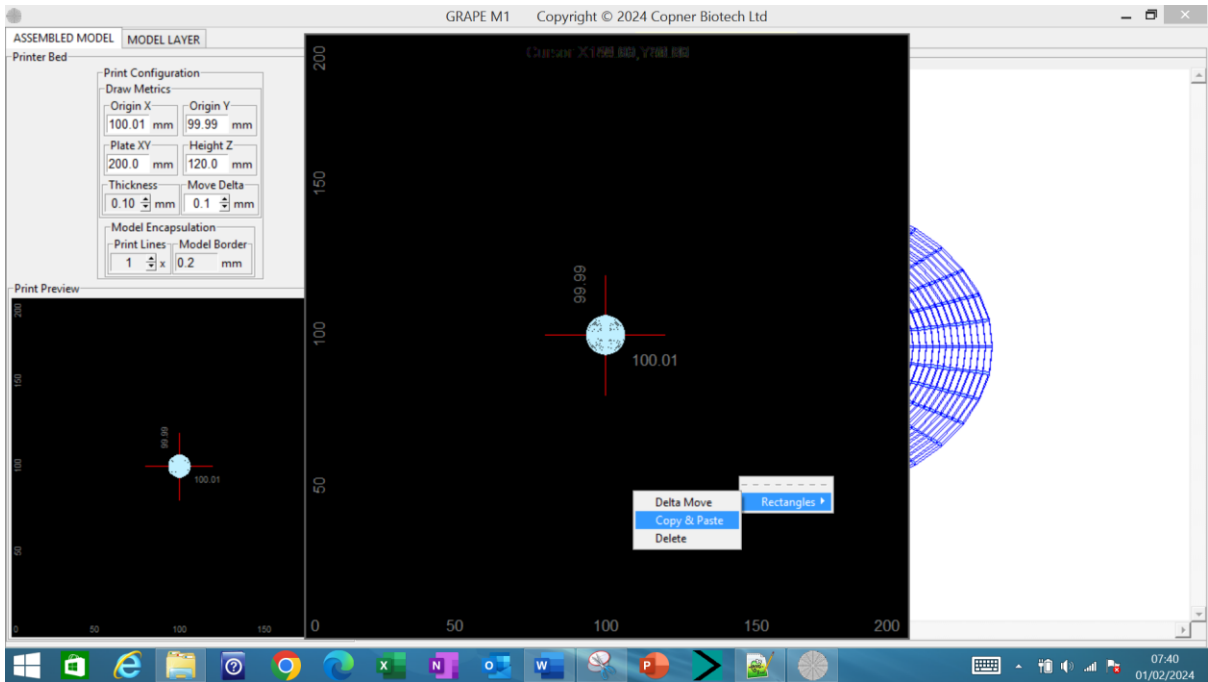 GRAPE M1 Copyright © 2024 Copner Biotech Ltd
ASSEMBLED MODEL MODEL LAYER
Printer Bed
Print Configuration
Draw Metrics
Origin X Origin Y
100.01 mm 99.99 mm
Plate XY Height Z
200.0 mm 120.0 mm
Thickness Move Delta
0.10 mm 0.1 mm
Model Encapsulation
Print Lines Model Border
1 x 0.2 mm
Print Preview
200
150
100
50
0 50 100 150
99.99
100.01
200
150
100
50
0 50 100 150 200
99.99
100.01
Rectangles
Delta Move
Copy & Paste
Delete
07:40
01/02/2024